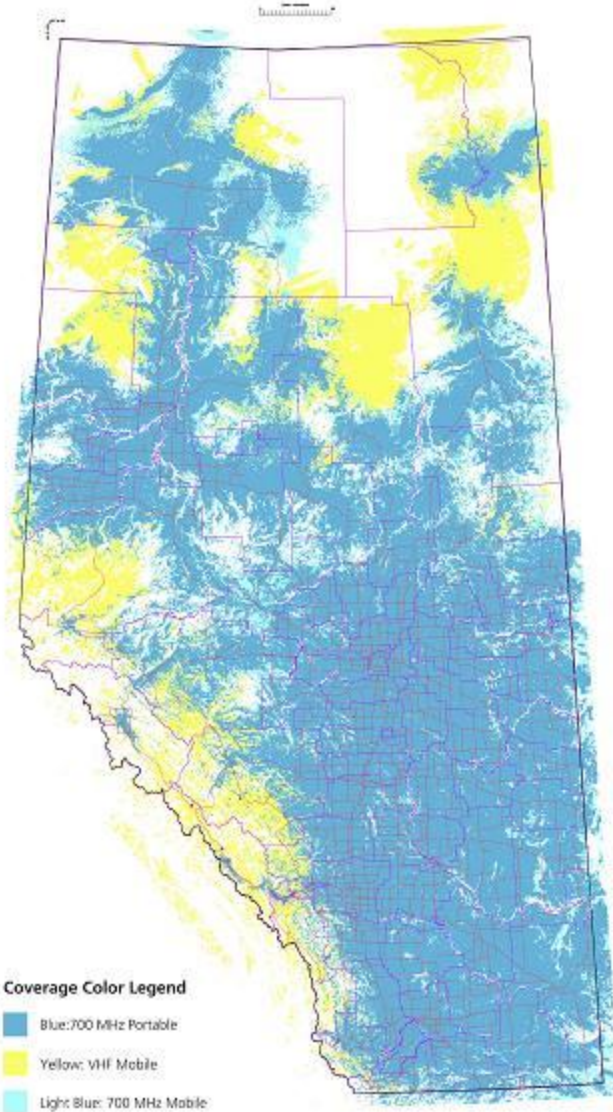 Coverage Color Legend
Blue:700 MHz Portable
Yellow: VHF Mobile
Light Blue: 700 MHz Mobile